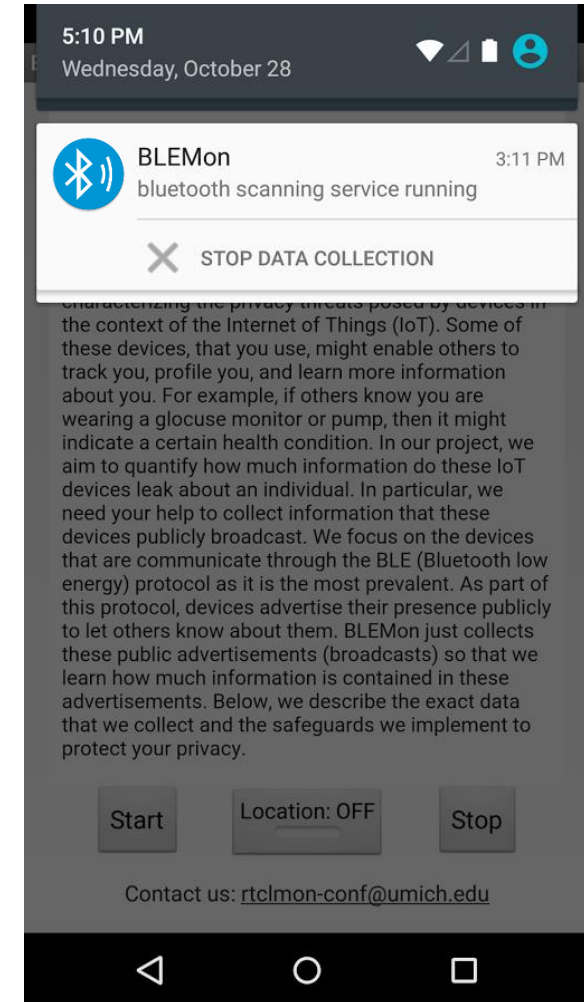 5:10 PM
Wednesday, October 28
BLEMon
3:11 PM
bluetooth scanning service running
STOP DATA COLLECTION
characterizing the privacy threats posed by devices in
the context of the Internet of Things (IoT). Some of
these devices, that you use, might enable others to
track you, profile you, and learn more information
about you. For example, if others know you are
wearing a glocuse monitor or pump, then it might
indicate a certain health condition. In our project, we
aim to quantify how much information do these IoT
devices leak about an individual. In particular, we
need your help to collect information that these
devices publicly broadcast. We focus on the devices
that are communicate through the BLE (Bluetooth low
energy) protocol as it is the most prevalent. As part of
this protocol, devices advertise their presence publicly
to let others know about them. BLEMon just collects
these public advertisements (broadcasts) so that we
learn how much information is contained in these
advertisements. Below, we describe the exact data
that we collect and the safeguards we implement to
protect your privacy.
Start
Location: OFF
Stop
Contact us: rtclmon-conf@umich.edu